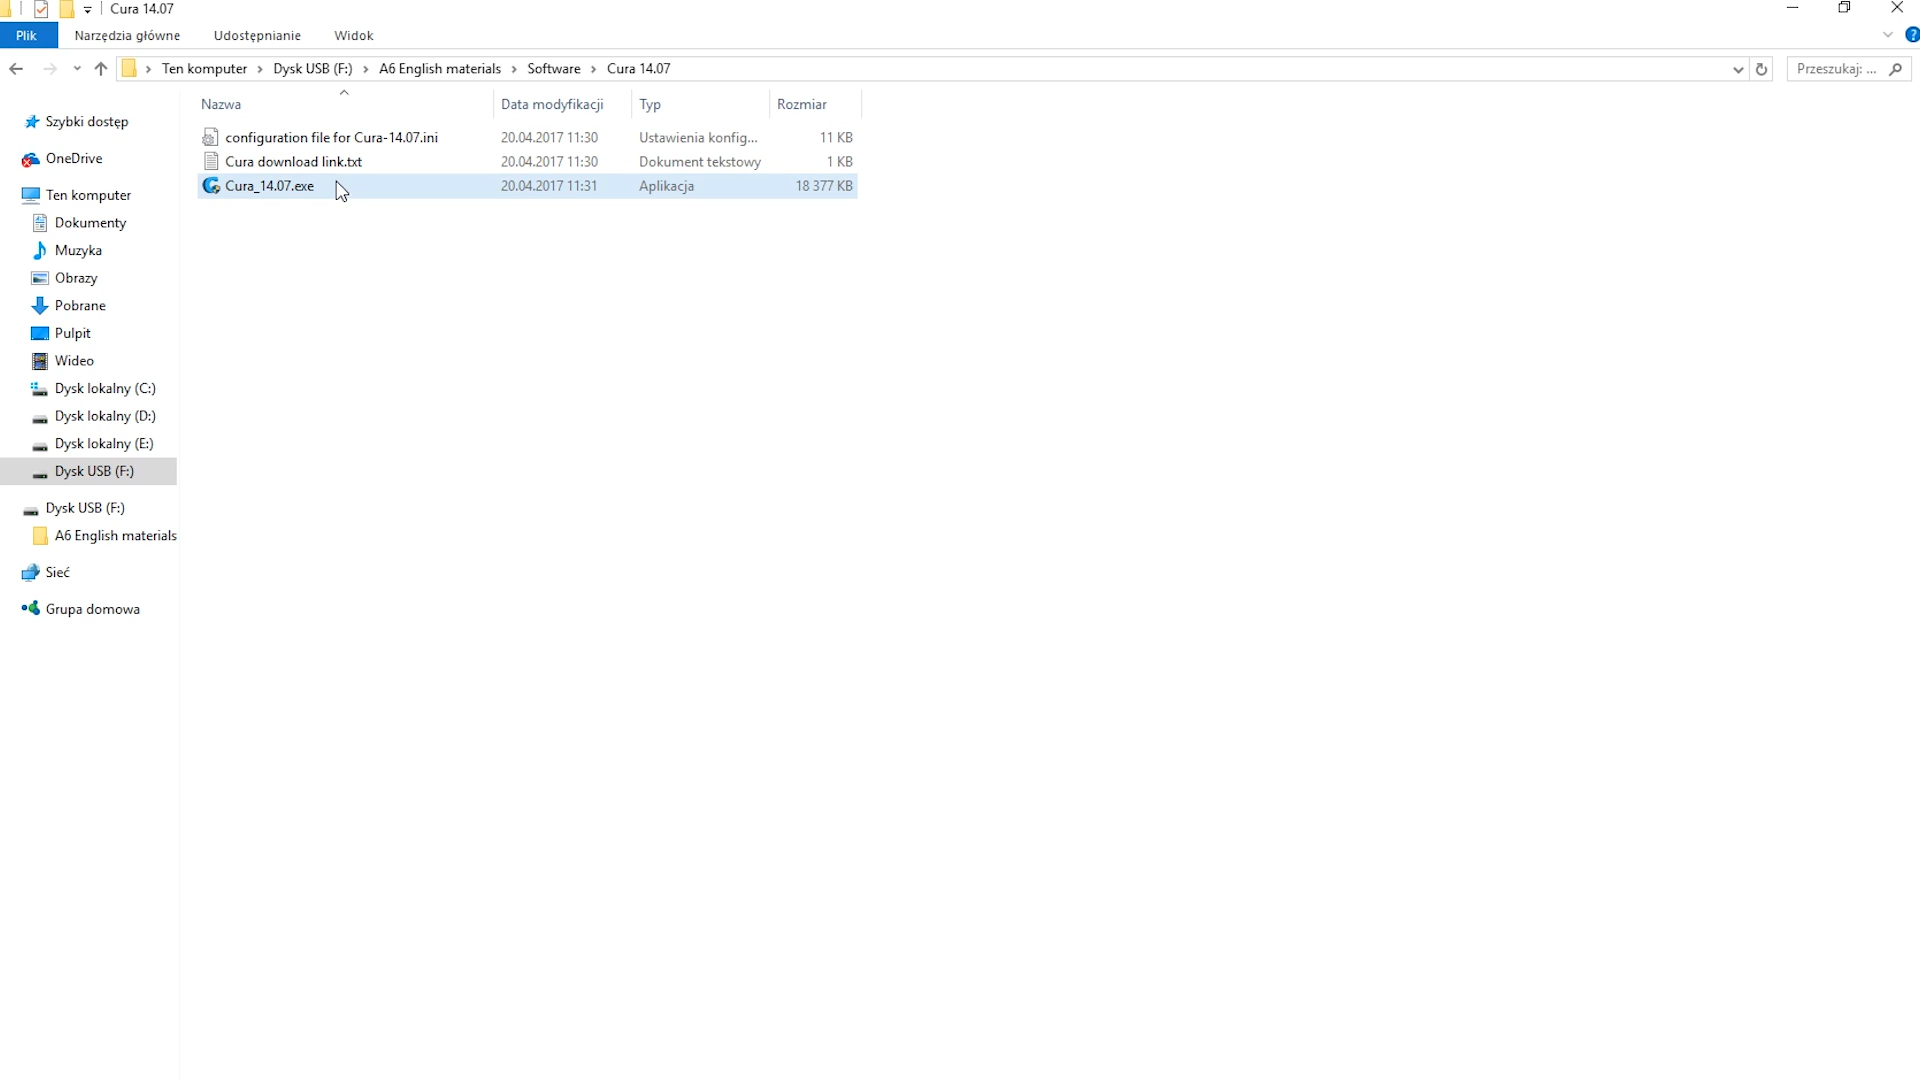 Cura 14.07
Plik Narzędzia główne Udostępnianie Widok
Ten komputer Dysk USB (F:) A6 English materials Software Cura 14.07 Przeszukaj: ...
Nazwa Data modyfikacji Typ Rozmiar
configuration file for Cura-14.07.ini 20.04.2017 11:30 Ustawienia konfig... 11 KB
Cura download link.txt 20.04.2017 11:30 Dokument tekstowy 1 KB
Cura_14.07.exe 20.04.2017 11:31 Aplikacja 18 377 KB
Szybki dostęp
OneDrive
Ten komputer
Dokumenty
Muzyka
Obrazy
Pobrane
Pulpit
Wideo
Dysk lokalny (C:)
Dysk lokalny (D:)
Dysk lokalny (E:)
Dysk USB (F:)
Dysk USB (F:)
A6 English materials
Sieć
Grupa domowa